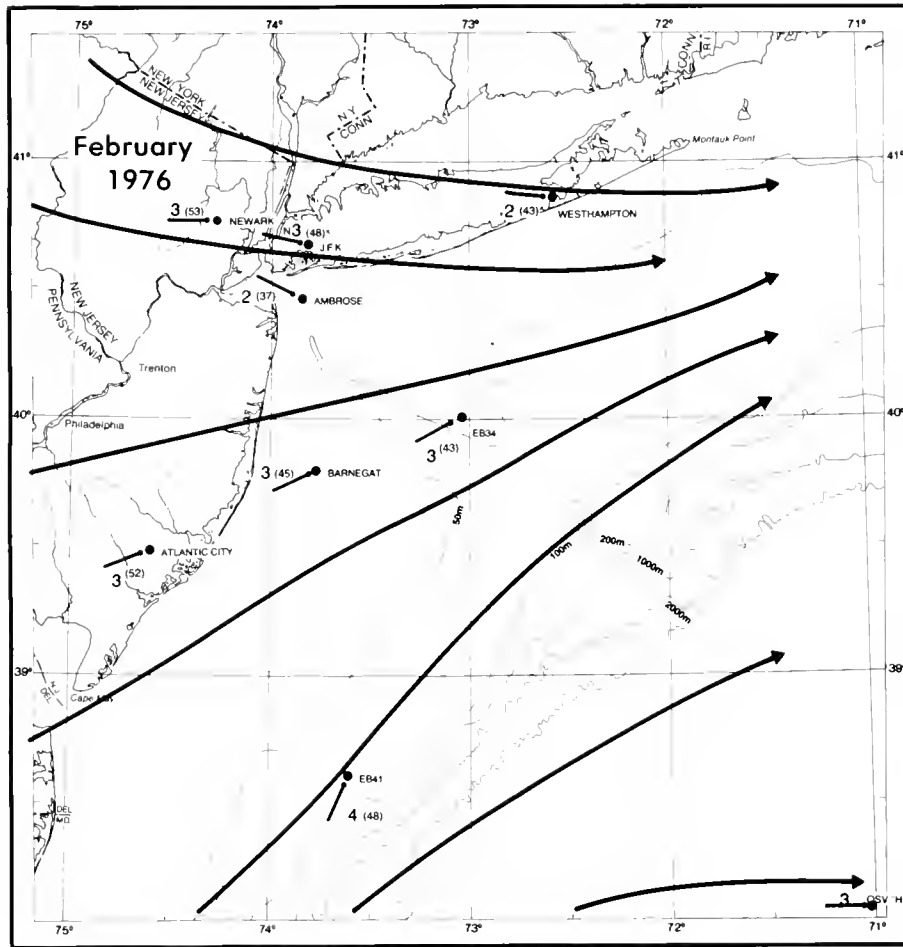 75° 74° 73° 72° 71°
NEW YORK
NEW JERSEY
N.Y.
CONN
CONN
R.I.
Montauk Point
41° 41°
February
1976
3 (53) NEWARK
3 (48)
J F K
2 (43)
WESTHAMPTON
2 (37) AMBROSE
NEW JERSEY
PENNSYLVANIA
Trenton
40° 40°
Philadelphia
EB34
3 (43)
3 (45) BARNEGAT
50m
100m
200m
1000m
2000m
ATLANTIC CITY
3 (52)
39° 39°
DEL
Cape
EB41
4 (48)
DEL
MD
3 OSV "H"
75° 74° 73° 72° 71°